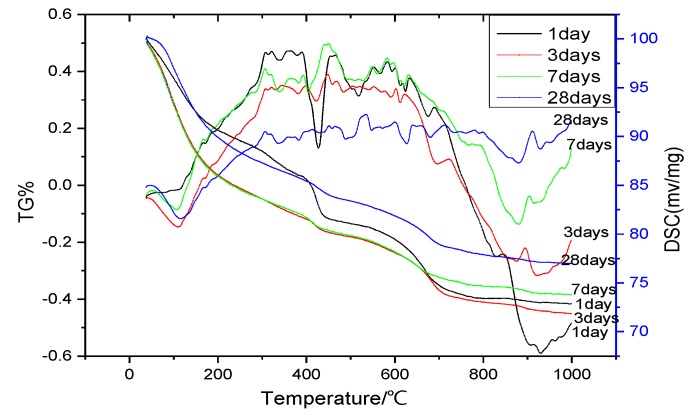 1day
3days
7days
28days
0.6
0.4
0.2
0.0
-0.2
-0.4
-0.6
TG%
100
95
90
85
80
75
70
DSC(mv/mg)
28days
7days
3days
28days
7days
1day
3days
1day
0
200
400
600
800
1000
Temperature/℃